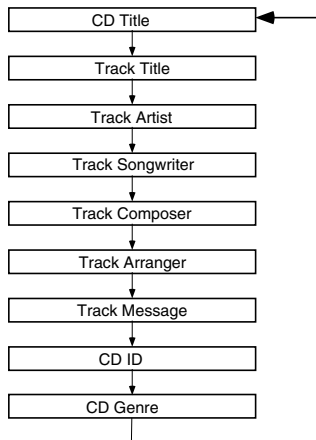 CD Title
Track Title
Track Artist
Track Songwriter
Track Composer
Track Arranger
Track Message
CD ID
CD Genre